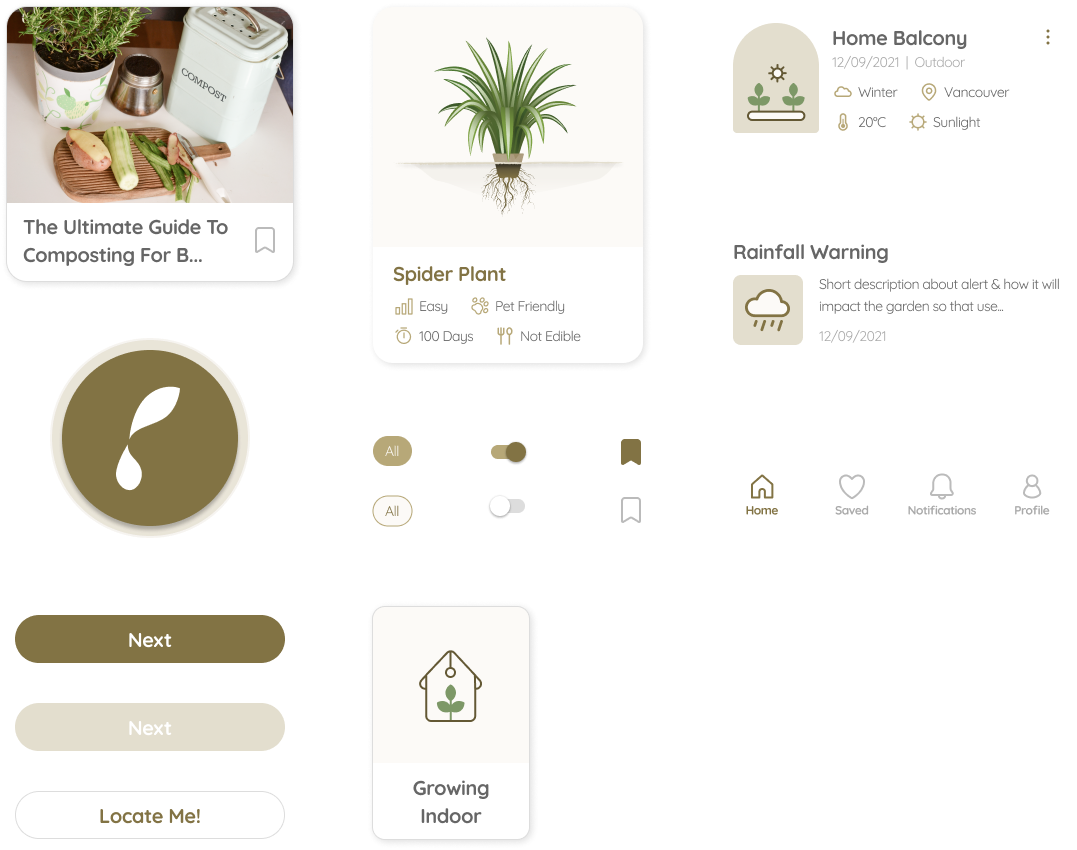 COMPOST
The Ultimate Guide To
Composting For B...
Spider Plant
Easy
Pet Friendly
100 Days
Not Edible
Home Balcony
12/09/2021 | Outdoor
Winter
Vancouver
20°C
Sunlight
Rainfall Warning
Short description about alert & how it will
impact the garden so that use...
12/09/2021
All
All
Home
Saved
Notifications
Profile
Next
Next
Locate Me!
Growing
Indoor